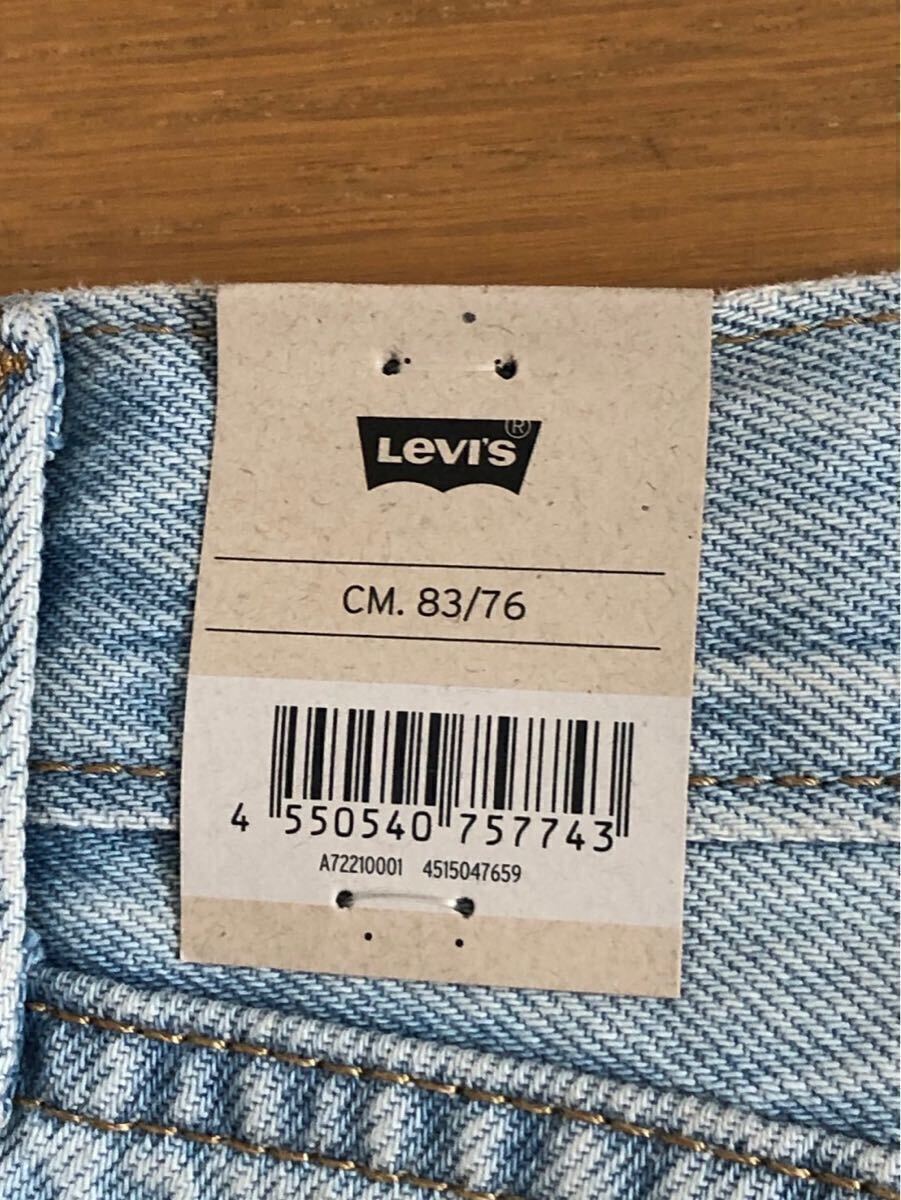 LEVI'S ®
CM. 83/76
4 550540 757743
A72210001 4515047659